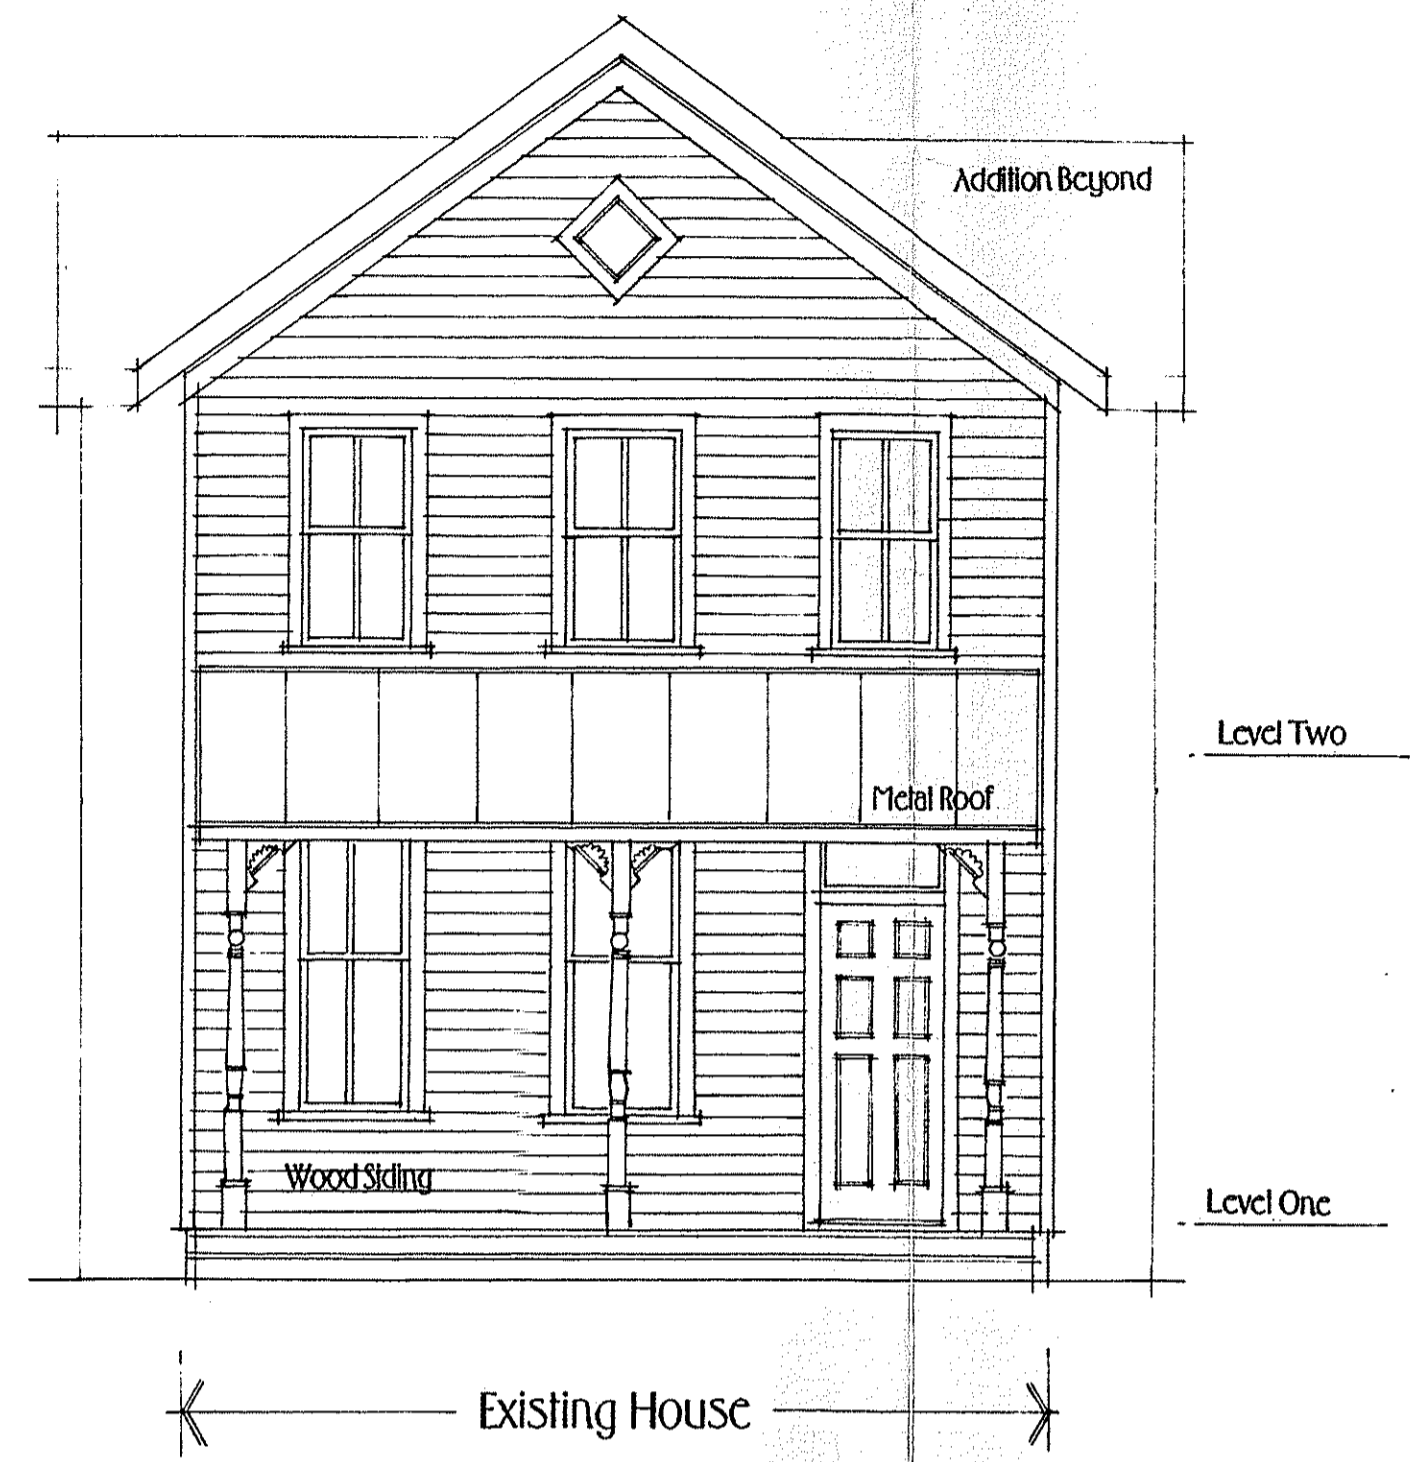 Addition Beyond
Level Two
Metal Roof
Wood Siding
Level One
Existing House